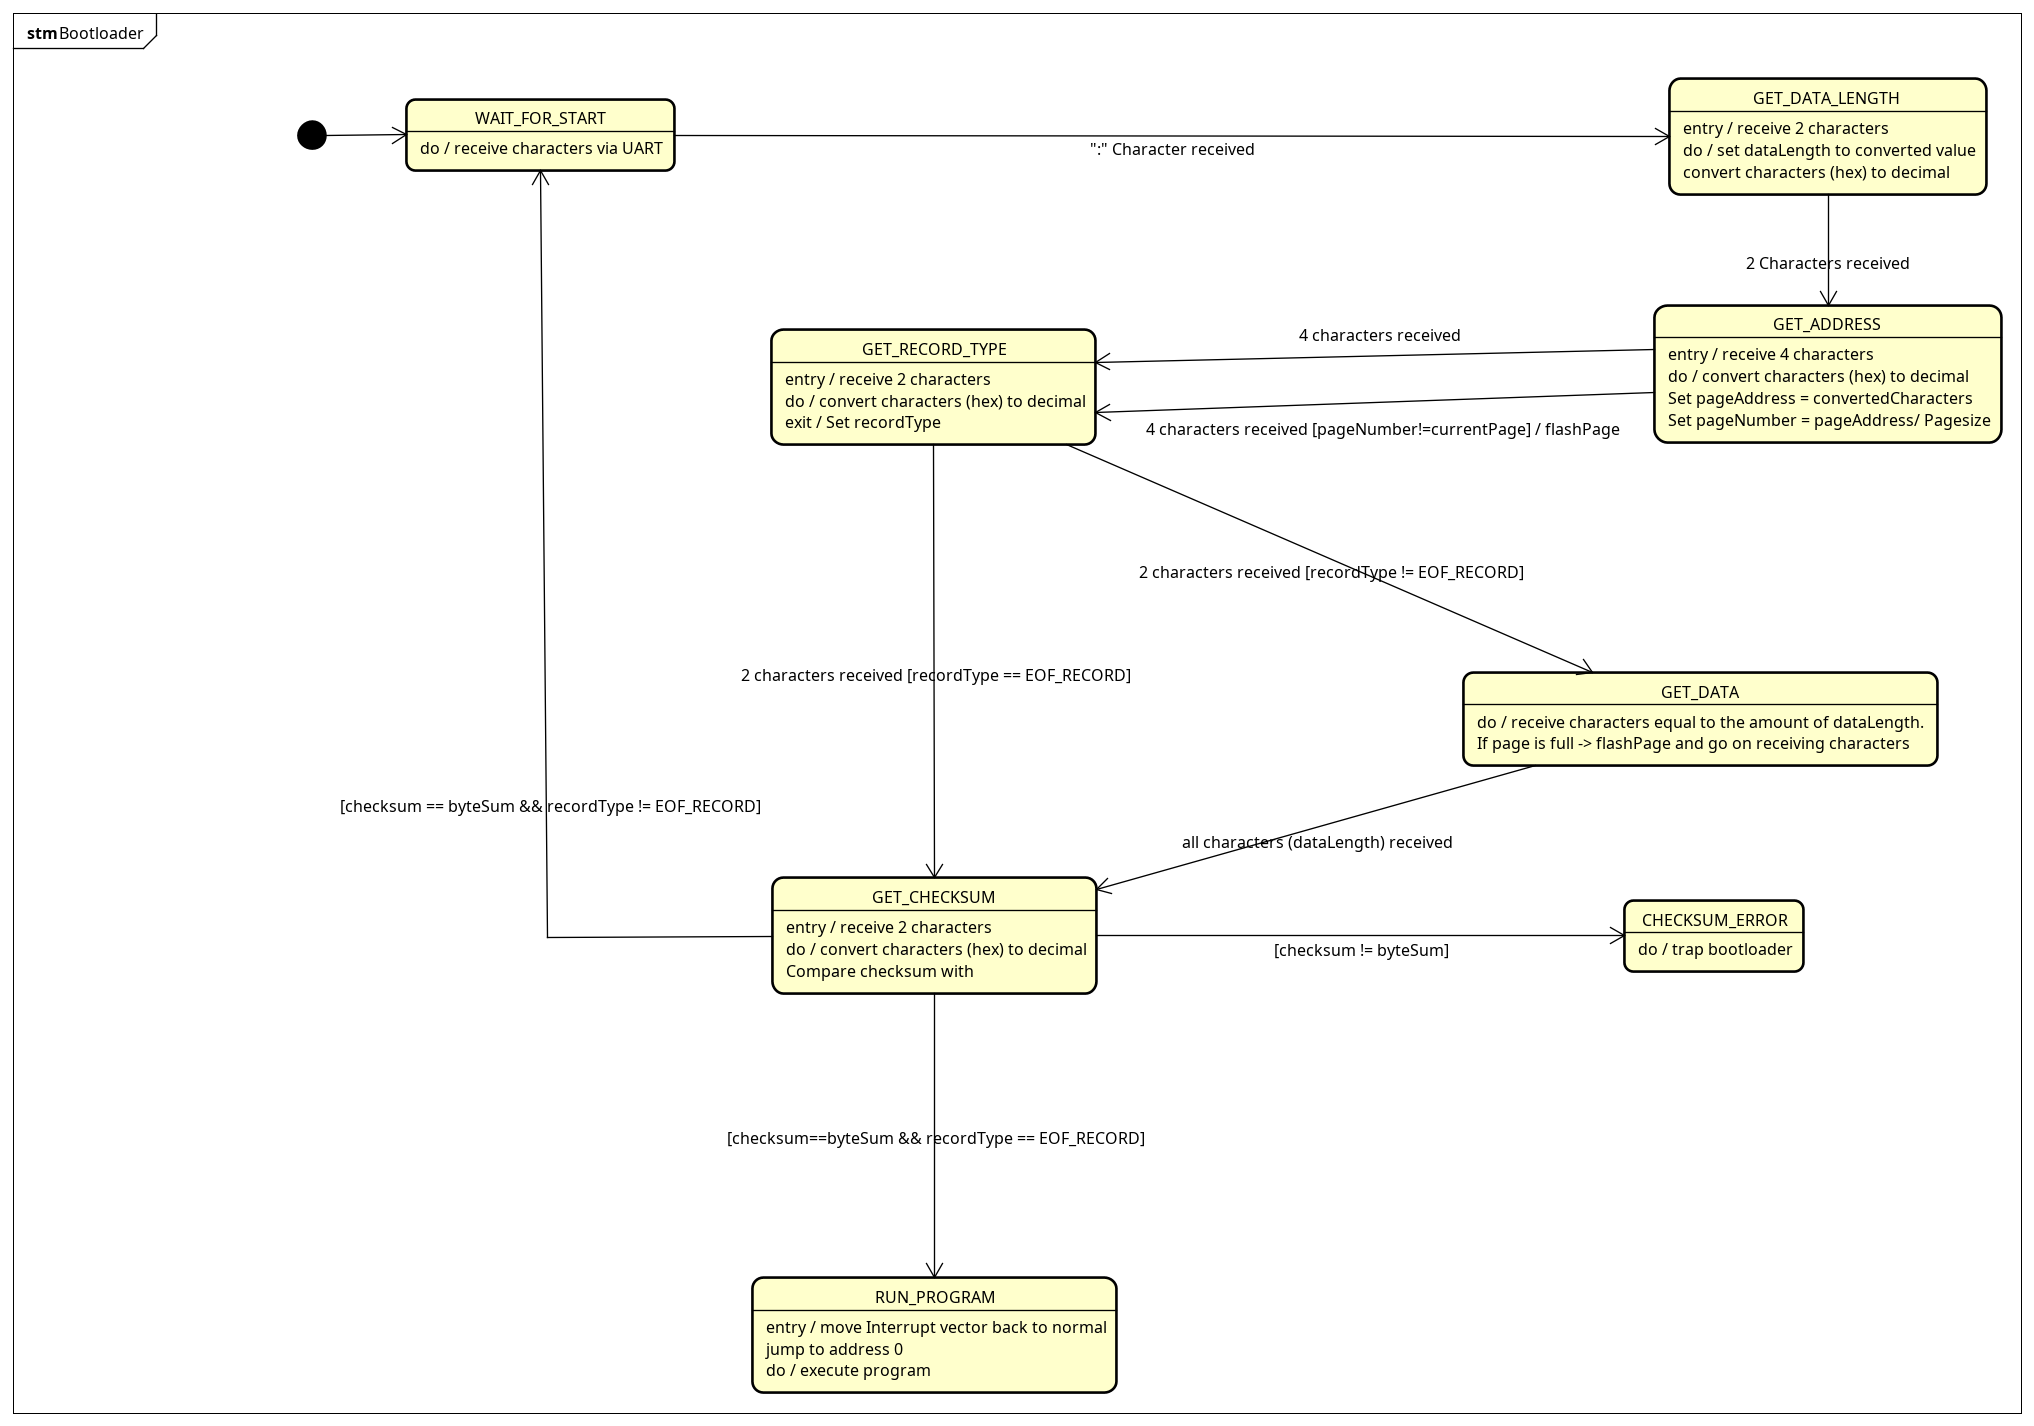 stm Bootloader
WAIT_FOR_START
do / receive characters via UART
":" Character received
GET_DATA_LENGTH
entry / receive 2 characters
do / set dataLength to converted value
convert characters (hex) to decimal
2 Characters received
GET_ADDRESS
entry / receive 4 characters
do / convert characters (hex) to decimal
Set pageAddress = convertedCharacters
Set pageNumber = pageAddress/ Pagesize
4 characters received
4 characters received [pageNumber!=currentPage] / flashPage
GET_RECORD_TYPE
entry / receive 2 characters
do / convert characters (hex) to decimal
exit / Set recordType
2 characters received [recordType != EOF_RECORD]
2 characters received [recordType == EOF_RECORD]
GET_DATA
do / receive characters equal to the amount of dataLength.
If page is full -> flashPage and go on receiving characters
all characters (dataLength) received
[checksum == byteSum && recordType != EOF_RECORD]
GET_CHECKSUM
entry / receive 2 characters
do / convert characters (hex) to decimal
Compare checksum with
[checksum != byteSum]
CHECKSUM_ERROR
do / trap bootloader
[checksum==byteSum && recordType == EOF_RECORD]
RUN_PROGRAM
entry / move Interrupt vector back to normal
jump to address 0
do / execute program